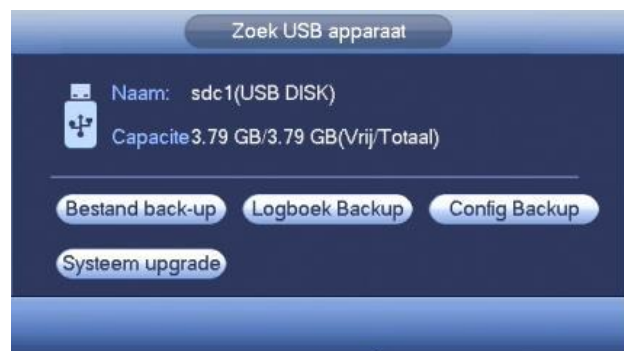 Zoek USB apparaat
Naam: sdc1(USB DISK)
Capacite3.79 GB/3.79 GB(Vrij/Totaal)
Bestand back-up Logboek Backup Config Backup
Systeem upgrade